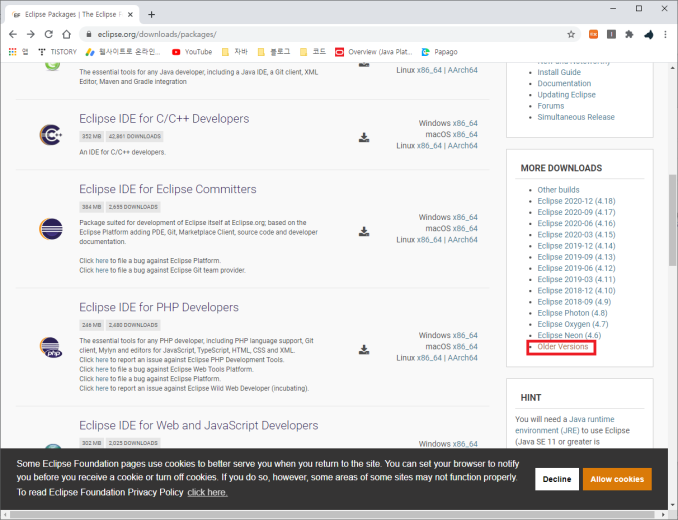 Eclipse Packages | The Eclipse F
eclipse.org/downloads/packages/
앱
TISTORY
웹사이트로 온라인...
YouTube
자바
블로그
코드
Overview (Java Plat...
Papago
The essential tools for any Java developer, including a Java IDE, a Git client, XML
Editor, Maven and Gradle integration
Linux x86_64 | AArch64
Eclipse IDE for C/C++ Developers
352 MB 42,861 DOWNLOADS
An IDE for C/C++ developers.
Windows x86_64
macOS x86_64
Linux x86_64 | AArch64
Eclipse IDE for Eclipse Committers
384 MB 2,655 DOWNLOADS
Package suited for development of Eclipse itself at Eclipse.org; based on the
Eclipse Platform adding PDE, Git, Marketplace Client, source code and developer
documentation.
Click here to file a bug against Eclipse Platform.
Click here to file a bug against Eclipse Git team provider.
Windows x86_64
macOS x86_64
Linux x86_64 | AArch64
Eclipse IDE for PHP Developers
246 MB 2,480 DOWNLOADS
The essential tools for any PHP developer, including PHP language support, Git
client, Mylyn and editors for JavaScript, TypeScript, HTML, CSS and XML.
Click here to report an issue against Eclipse PHP Development Tools.
Click here to file a bug against Eclipse Web Tools Platform.
Click here to file a bug against Eclipse Platform.
Click here to report an issue against Eclipse Wild Web Developer (incubating).
php
Windows x86_64
macOS x86_64
Linux x86_64 | AArch64
Eclipse IDE for Web and JavaScript Developers
302 MB 2,025 DOWNLOADS
Windows x86_64
New and Noteworthy
Install Guide
Documentation
Updating Eclipse
Forums
Simultaneous Release
MORE DOWNLOADS
Other builds
Eclipse 2020-12 (4.18)
Eclipse 2020-09 (4.17)
Eclipse 2020-06 (4.16)
Eclipse 2020-03 (4.15)
Eclipse 2019-12 (4.14)
Eclipse 2019-09 (4.13)
Eclipse 2019-06 (4.12)
Eclipse 2019-03 (4.11)
Eclipse 2018-12 (4.10)
Eclipse 2018-09 (4.9)
Eclipse Photon (4.8)
Eclipse Oxygen (4.7)
Eclipse Neon (4.6)
Older Versions
HINT
You will need a Java runtime
environment (JRE) to use Eclipse
(Java SE 11 or greater is
Some Eclipse Foundation pages use cookies to better serve you when you return to the site. You can set your browser to notify
you before you receive a cookie or turn off cookies. If you do so, however, some areas of some sites may not function properly.
To read Eclipse Foundation Privacy Policy click here.
Decline
Allow cookies